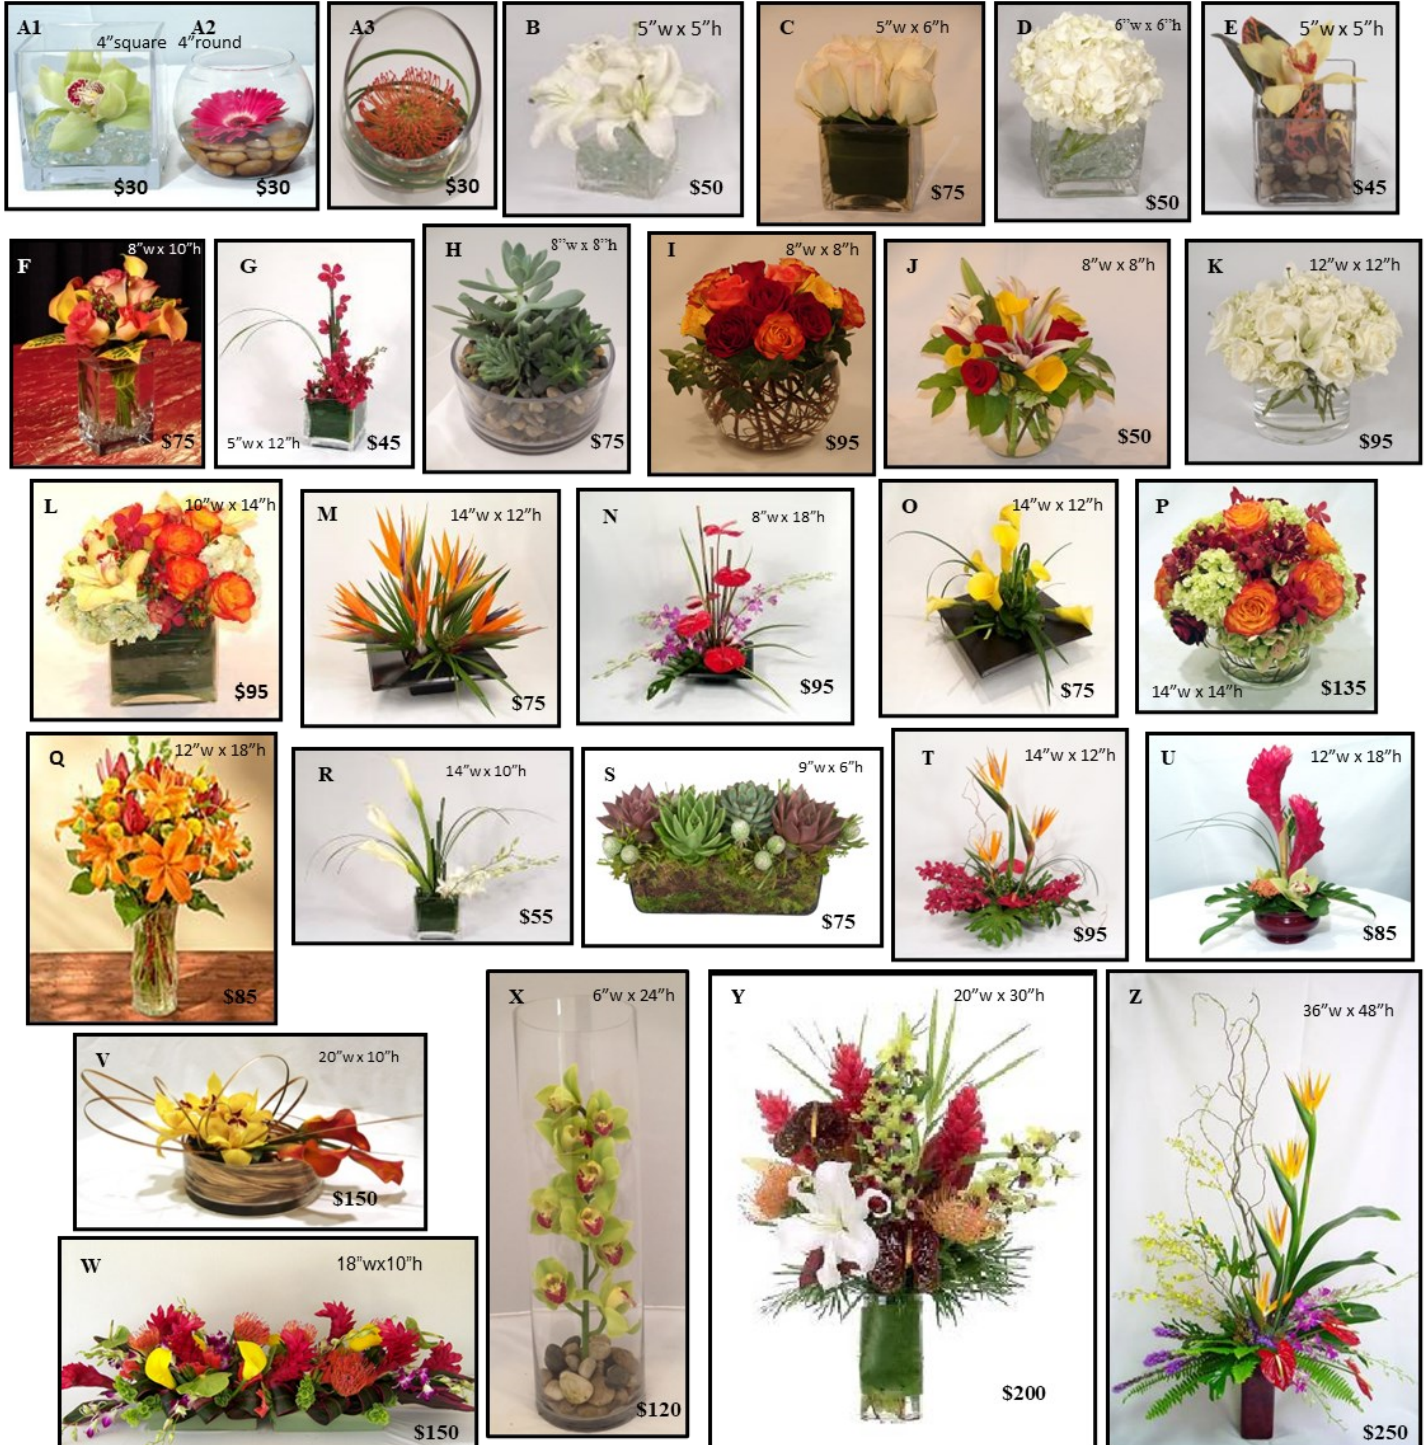 A1
4”square
$30
A2
4”round
$30
A3
$30
B
5”w x 5”h
$50
C
5”w x 6”h
$75
D
6”w x 6”h
$50
E
5”w x 5”h
$45
F
8”w x 10”h
$75
G
5”w x 12”h
$45
H
8”w x 8”h
$75
I
8”w x 8”h
$95
J
8”w x 8”h
$50
K
12”w x 12”h
$95
L
10”w x 14”h
$95
M
14”w x 12”h
$75
N
8”w x 18”h
$95
O
14”w x 12”h
$75
P
14”w x 14”h
$135
Q
12”w x 18”h
$85
R
14”w x 10”h
$55
S
9”w x 6”h
$75
T
14”w x 12”h
$95
U
12”w x 18”h
$85
V
20”w x 10”h
$150
W
18”wx10”h
$150
X
6”w x 24”h
$120
Y
20”w x 30”h
$200
Z
36”w x 48”h
$250